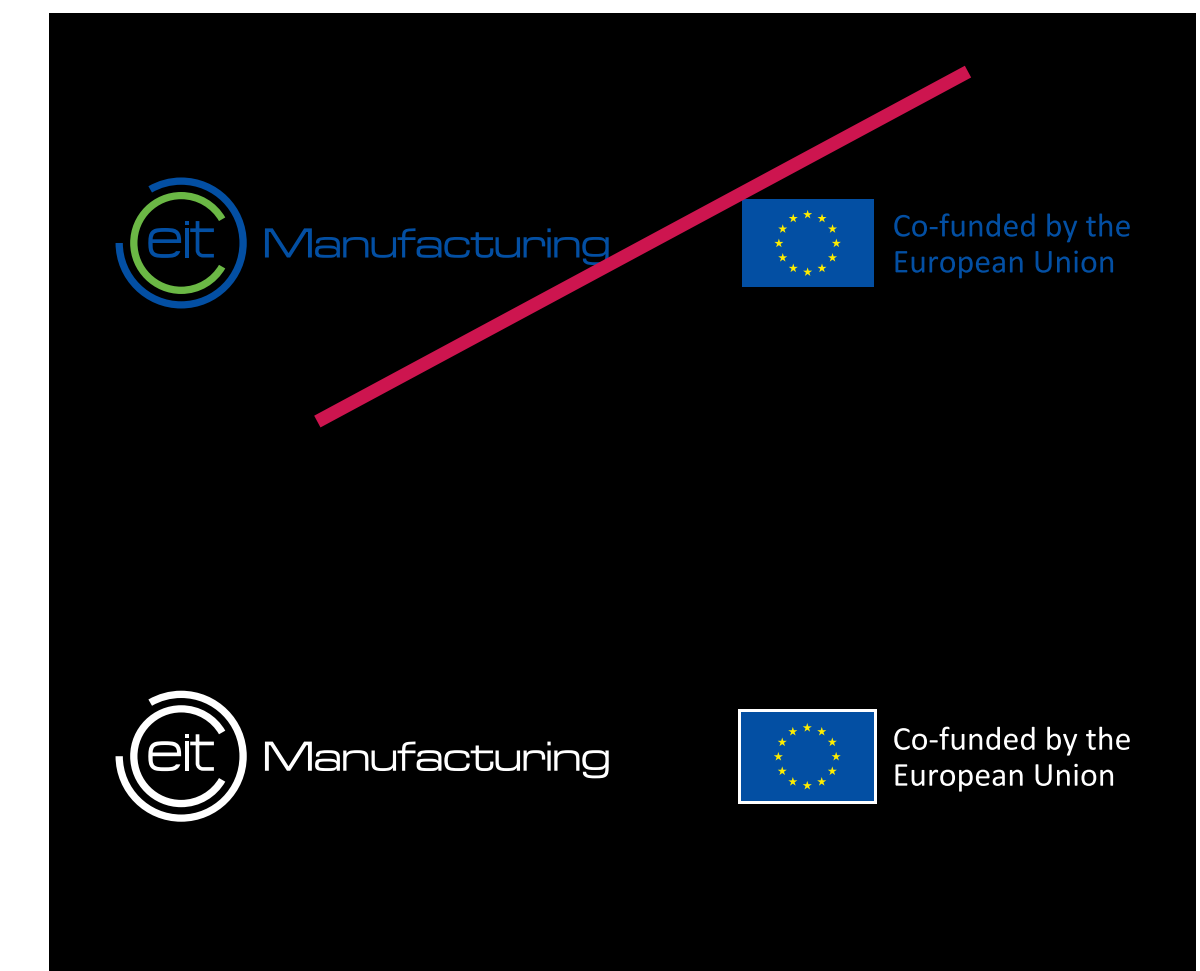 eit Manufacturing
Co-funded by the
European Union
eit Manufacturing
Co-funded by the
European Union